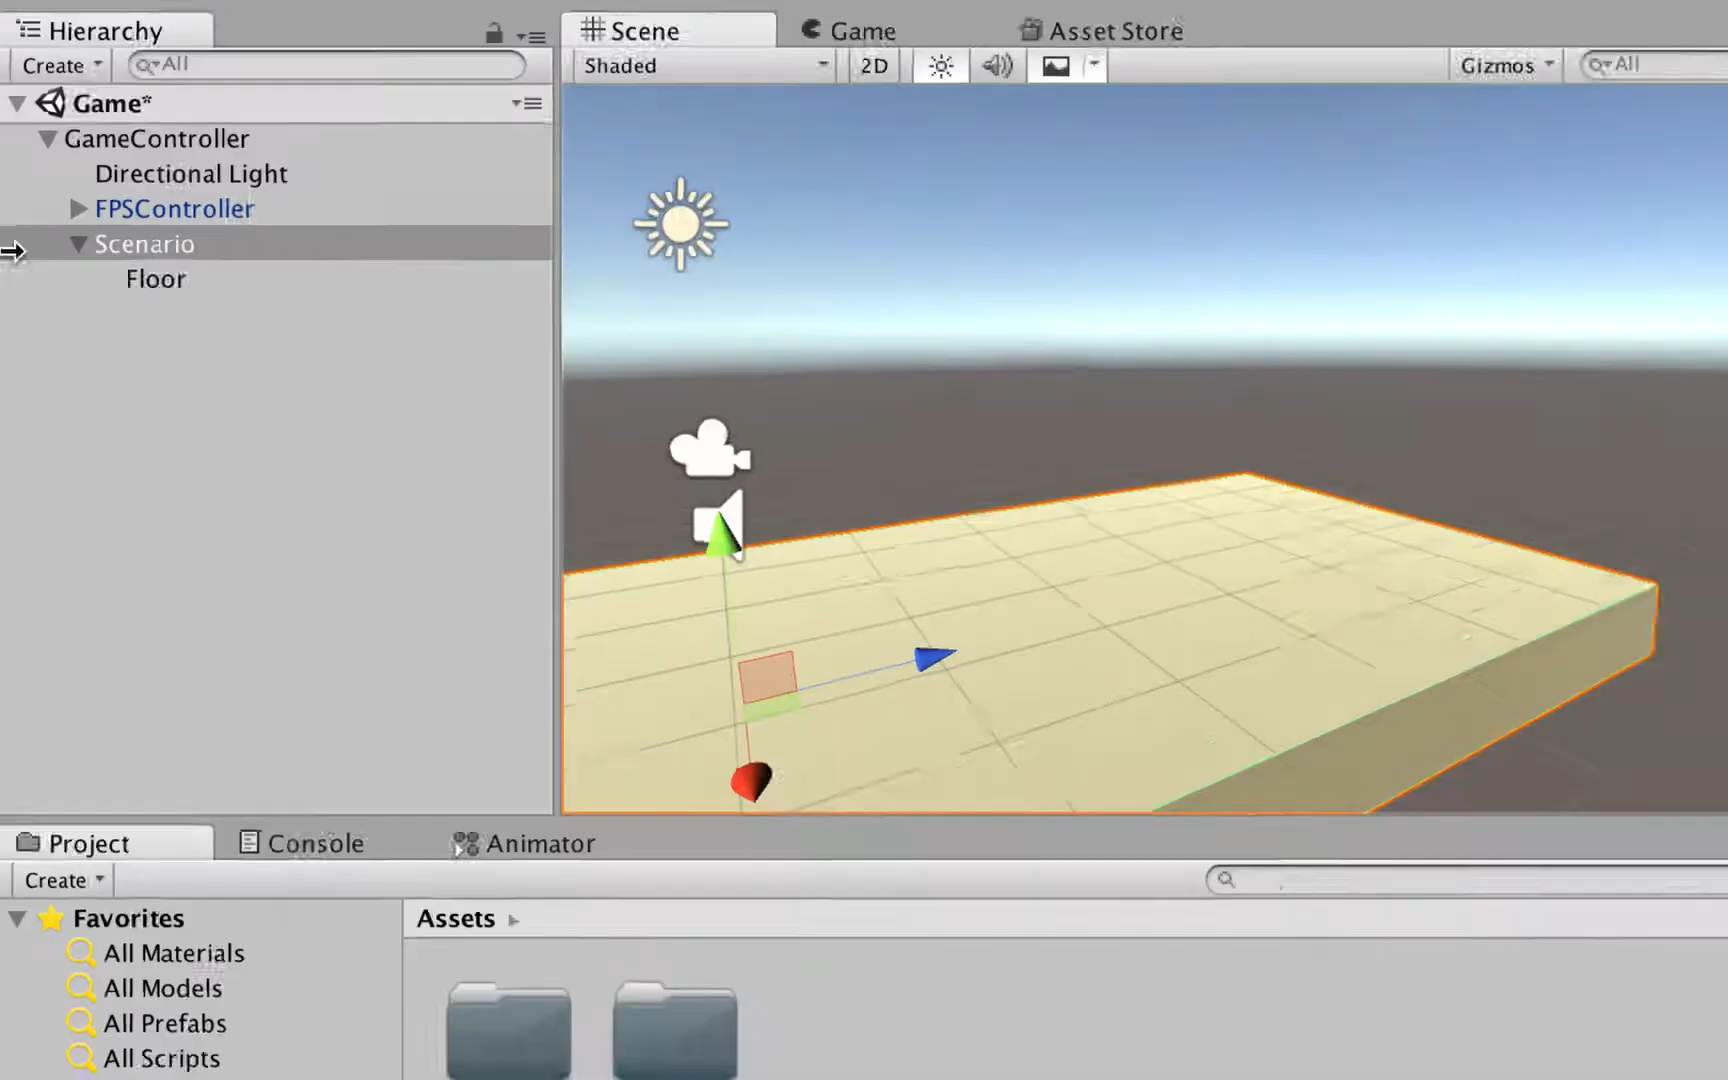 Hierarchy
Create
All
Game*
GameController
Directional Light
FPSController
Scenario
Floor
Scene
Game
Asset Store
Shaded
2D
Gizmos
All
Project
Console
Animator
Create
Favorites
All Materials
All Models
All Prefabs
All Scripts
Assets